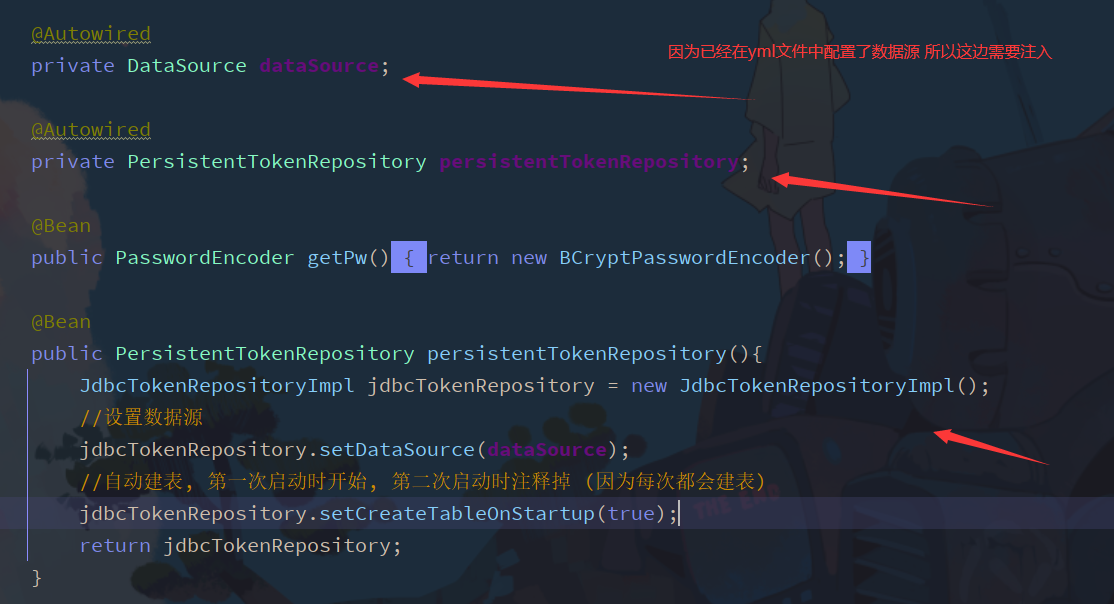 @Autowired
因为已经在yml文件中配置了数据源 所以这边需要注入
private DataSource dataSource;
@Autowired
private PersistentTokenRepository persistentTokenRepository;
@Bean
public PasswordEncoder getPw() { return new BCryptPasswordEncoder(); }
@Bean
public PersistentTokenRepository persistentTokenRepository(){
JdbcTokenRepositoryImpl jdbcTokenRepository = new JdbcTokenRepositoryImpl();
//设置数据源
jdbcTokenRepository.setDataSource(dataSource);
//自动建表, 第一次启动时开始, 第二次启动时注释掉 (因为每次都会建表)
jdbcTokenRepository.setCreateTableOnStartup(true);
return jdbcTokenRepository;
}